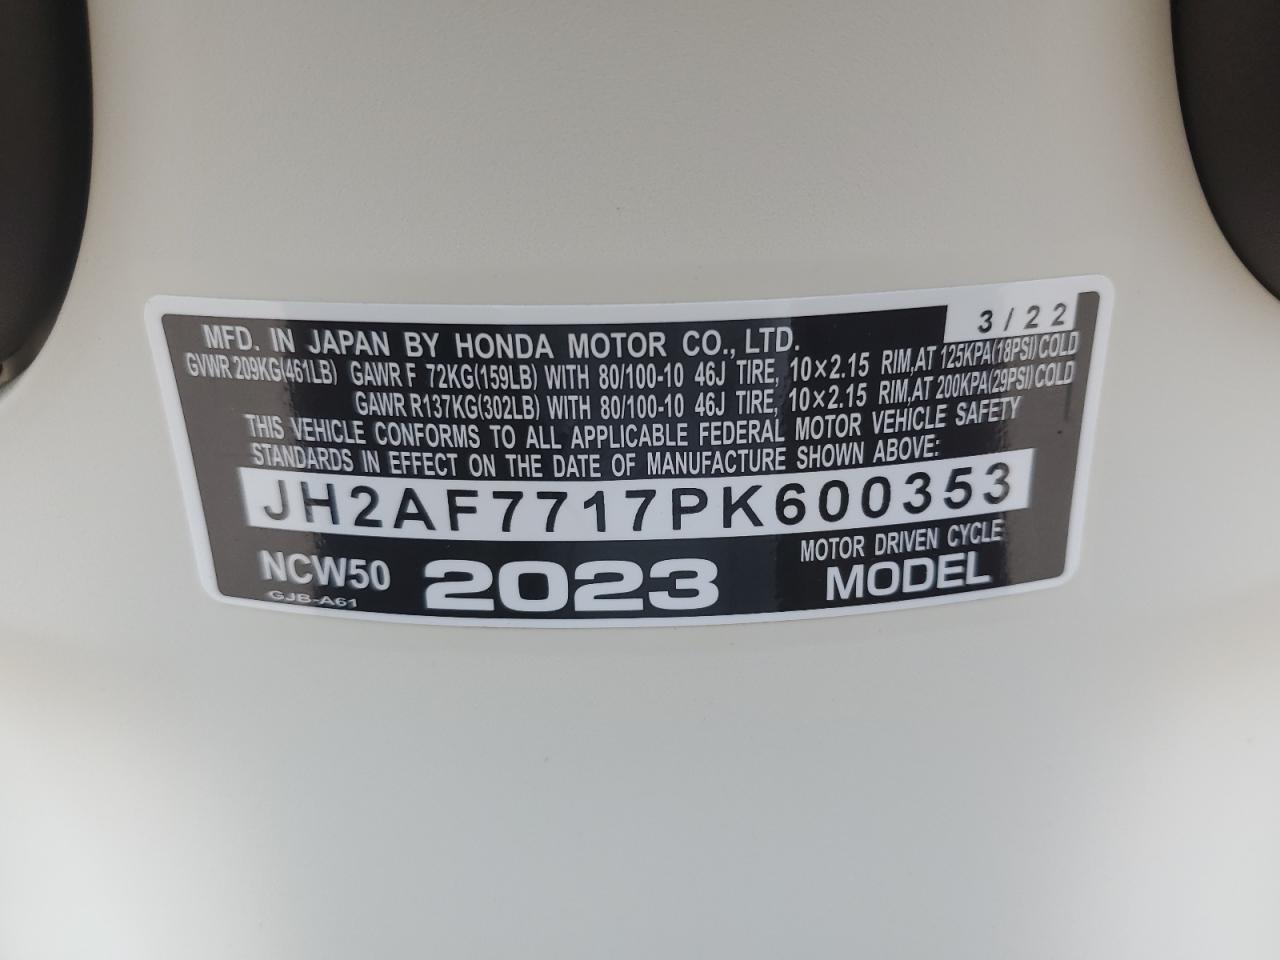 3/22
MFD. IN JAPAN BY HONDA MOTOR CO., LTD.
GVWR 209KG(461LB) GAWR F 72KG(159LB) WITH 80/100-10 46J TIRE, 10×2.15 RIM,AT 125KPA(18PSI)COLD
GAWR R137KG(302LB) WITH 80/100-10 46J TIRE, 10×2.15 RIM,AT 200KPA(29PSI)COLD
THIS VEHICLE CONFORMS TO ALL APPLICABLE FEDERAL MOTOR VEHICLE SAFETY
STANDARDS IN EFFECT ON THE DATE OF MANUFACTURE SHOWN ABOVE:
JH2AF7717PK600353
NCW50 2023 MOTOR DRIVEN CYCLE
GJB-A61 MODEL